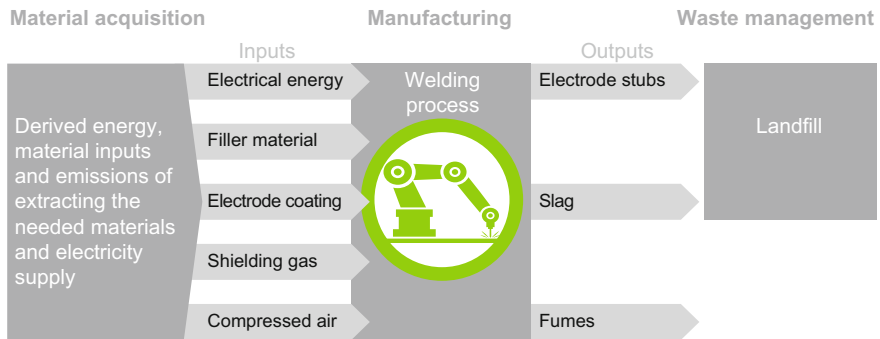 Material acquisition
Manufacturing
Waste management
Inputs
Outputs
Derived energy,
material inputs
and emissions of
extracting the
needed materials
and electricity
supply
Electrical energy
Filler material
Electrode coating
Shielding gas
Compressed air
Welding
process
Electrode stubs
Slag
Fumes
Landfill